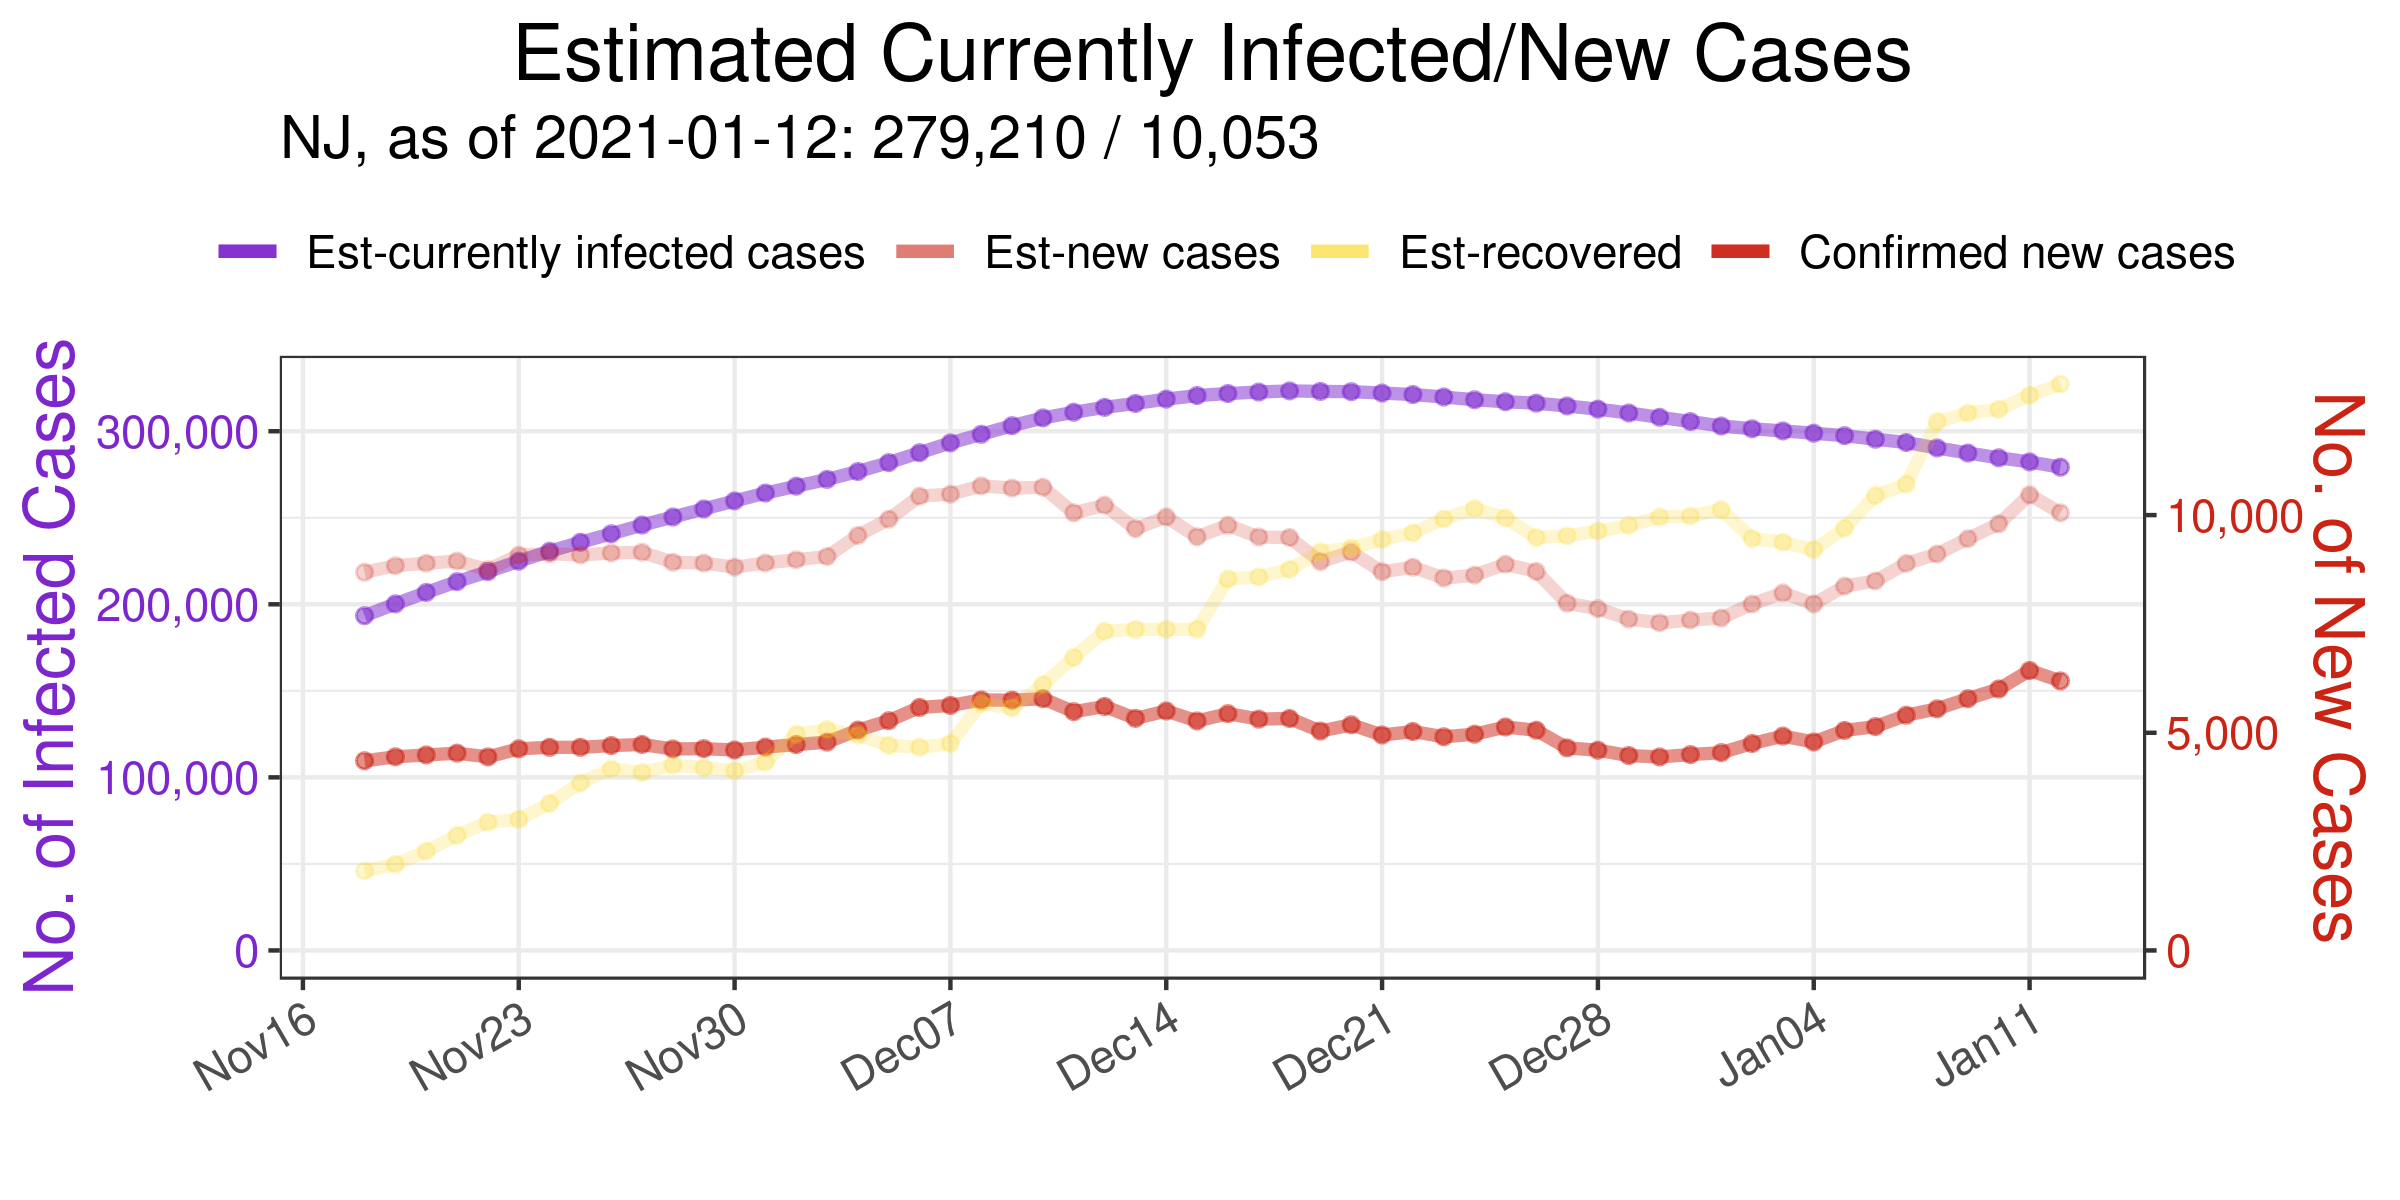 Estimated Currently Infected/New Cases
NJ, as of 2021-01-12: 279,210 / 10,053
Est-currently infected cases Est-new cases Est-recovered Confirmed new cases
No. of Infected Cases
300,000
200,000
100,000
0
10,000
5,000
0
No. of New Cases
Nov16 Nov23 Nov30 Dec07 Dec14 Dec21 Dec28 Jan04 Jan11